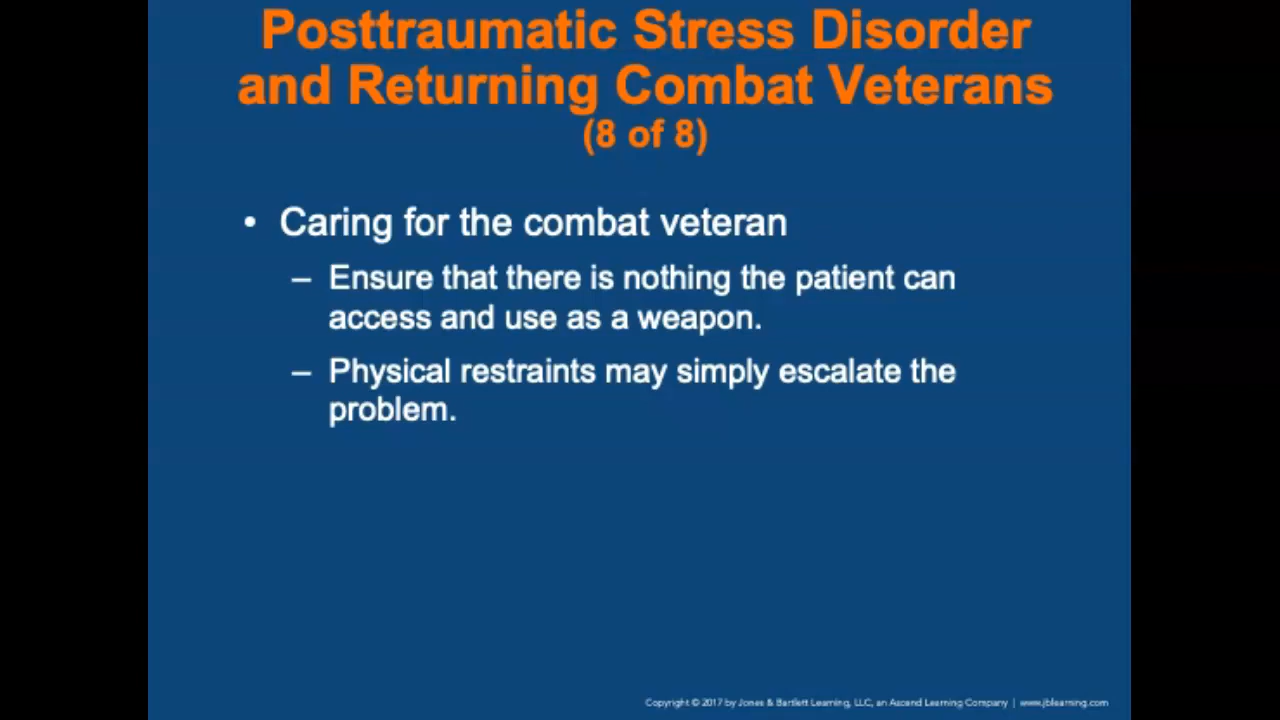 Posttraumatic Stress Disorder
and Returning Combat Veterans
(8 of 8)
• Caring for the combat veteran
– Ensure that there is nothing the patient can
access and use as a weapon.
– Physical restraints may simply escalate the
problem.
Copyright © 2017 by Jones & Bartlett Learning, LLC, an Ascend Learning Company | www.jblearning.com